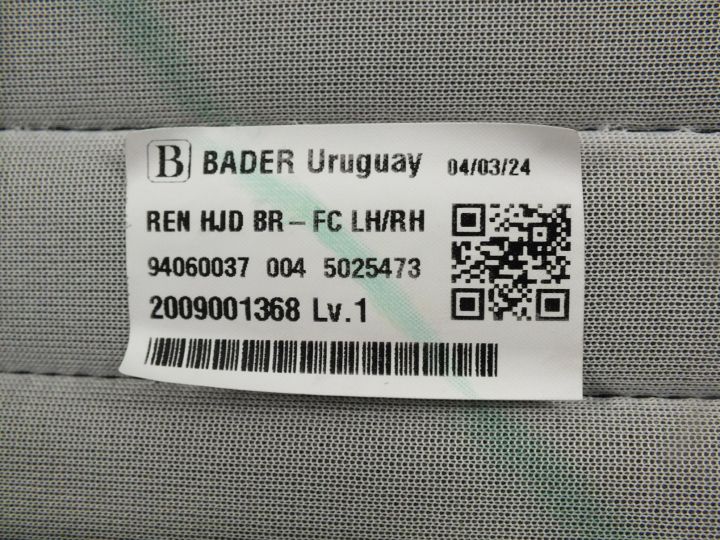 B BADER Uruguay 04/03/24
REN HJD BR-FC LH/RH
94060037 004 5025473
2009001368 Lv.1